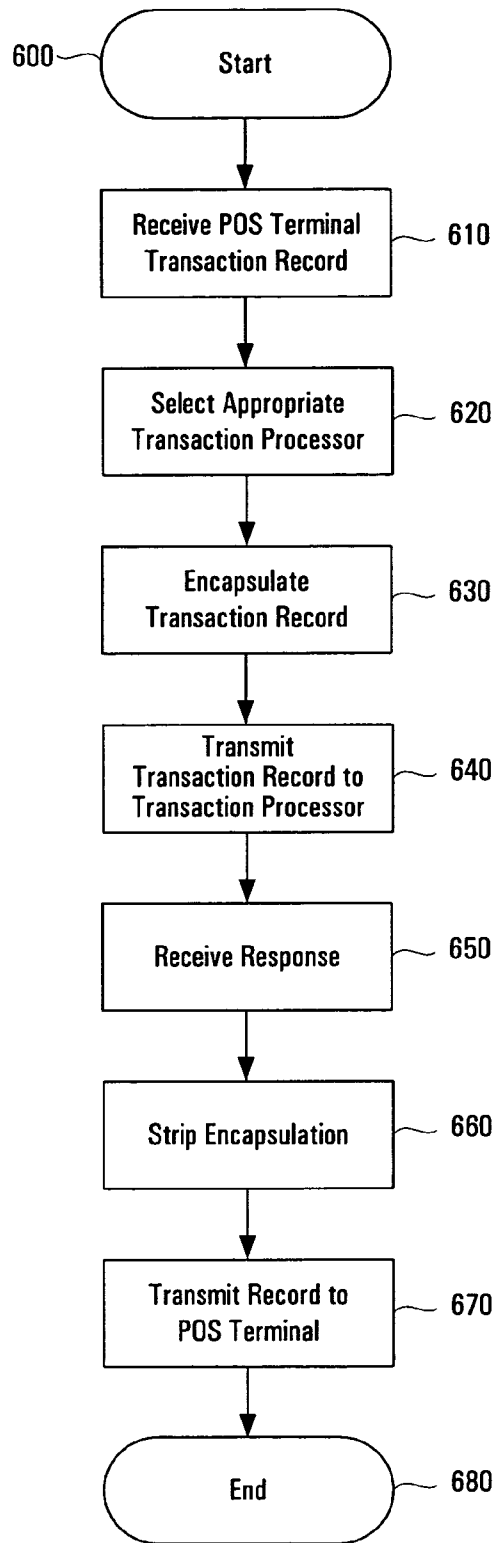 600
Start
Receive POS Terminal
Transaction Record
610
Select Appropriate
Transaction Processor
620
Encapsulate
Transaction Record
630
Transmit
Transaction Record to
Transaction Processor
640
Receive Response
650
Strip Encapsulation
660
Transmit Record to
POS Terminal
670
End
680